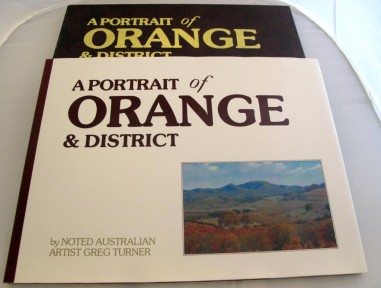 A PORTRAIT of
ORANGE
& DISTRICT
A PORTRAIT of
ORANGE
& DISTRICT
by NOTED AUSTRALIAN
ARTIST GREG TURNER